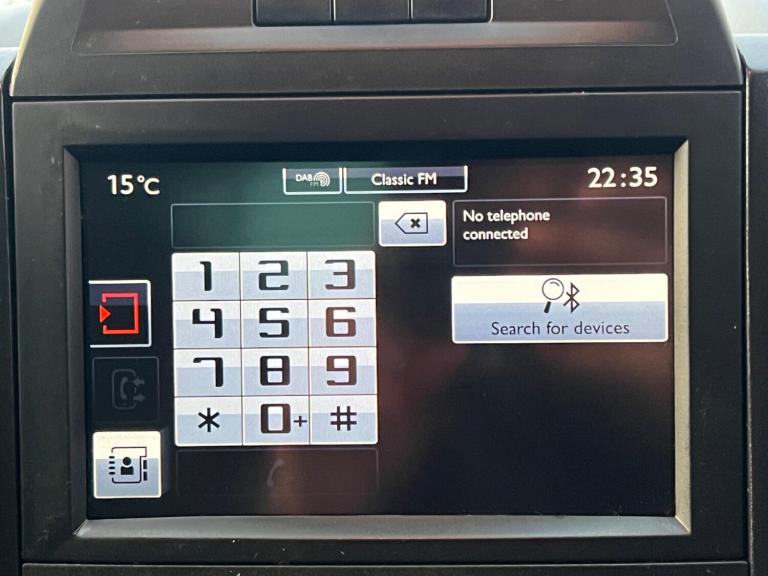 15°C
DAB
FM
Classic FM
22:35
No telephone
connected
Search for devices
1 2 3
4 5 6
7 8 9
* 0+ #